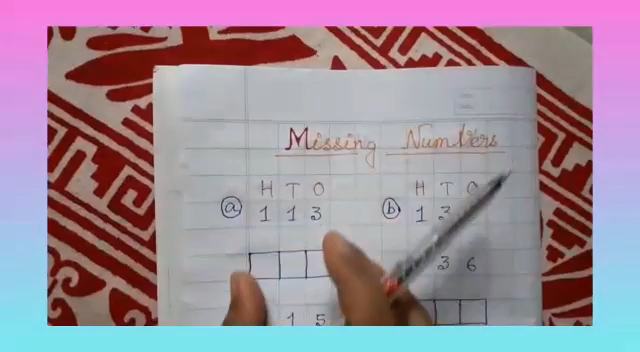 Missing Numbers
H T O H T O
a 1 1 3 b 1 3
3 6
1 5